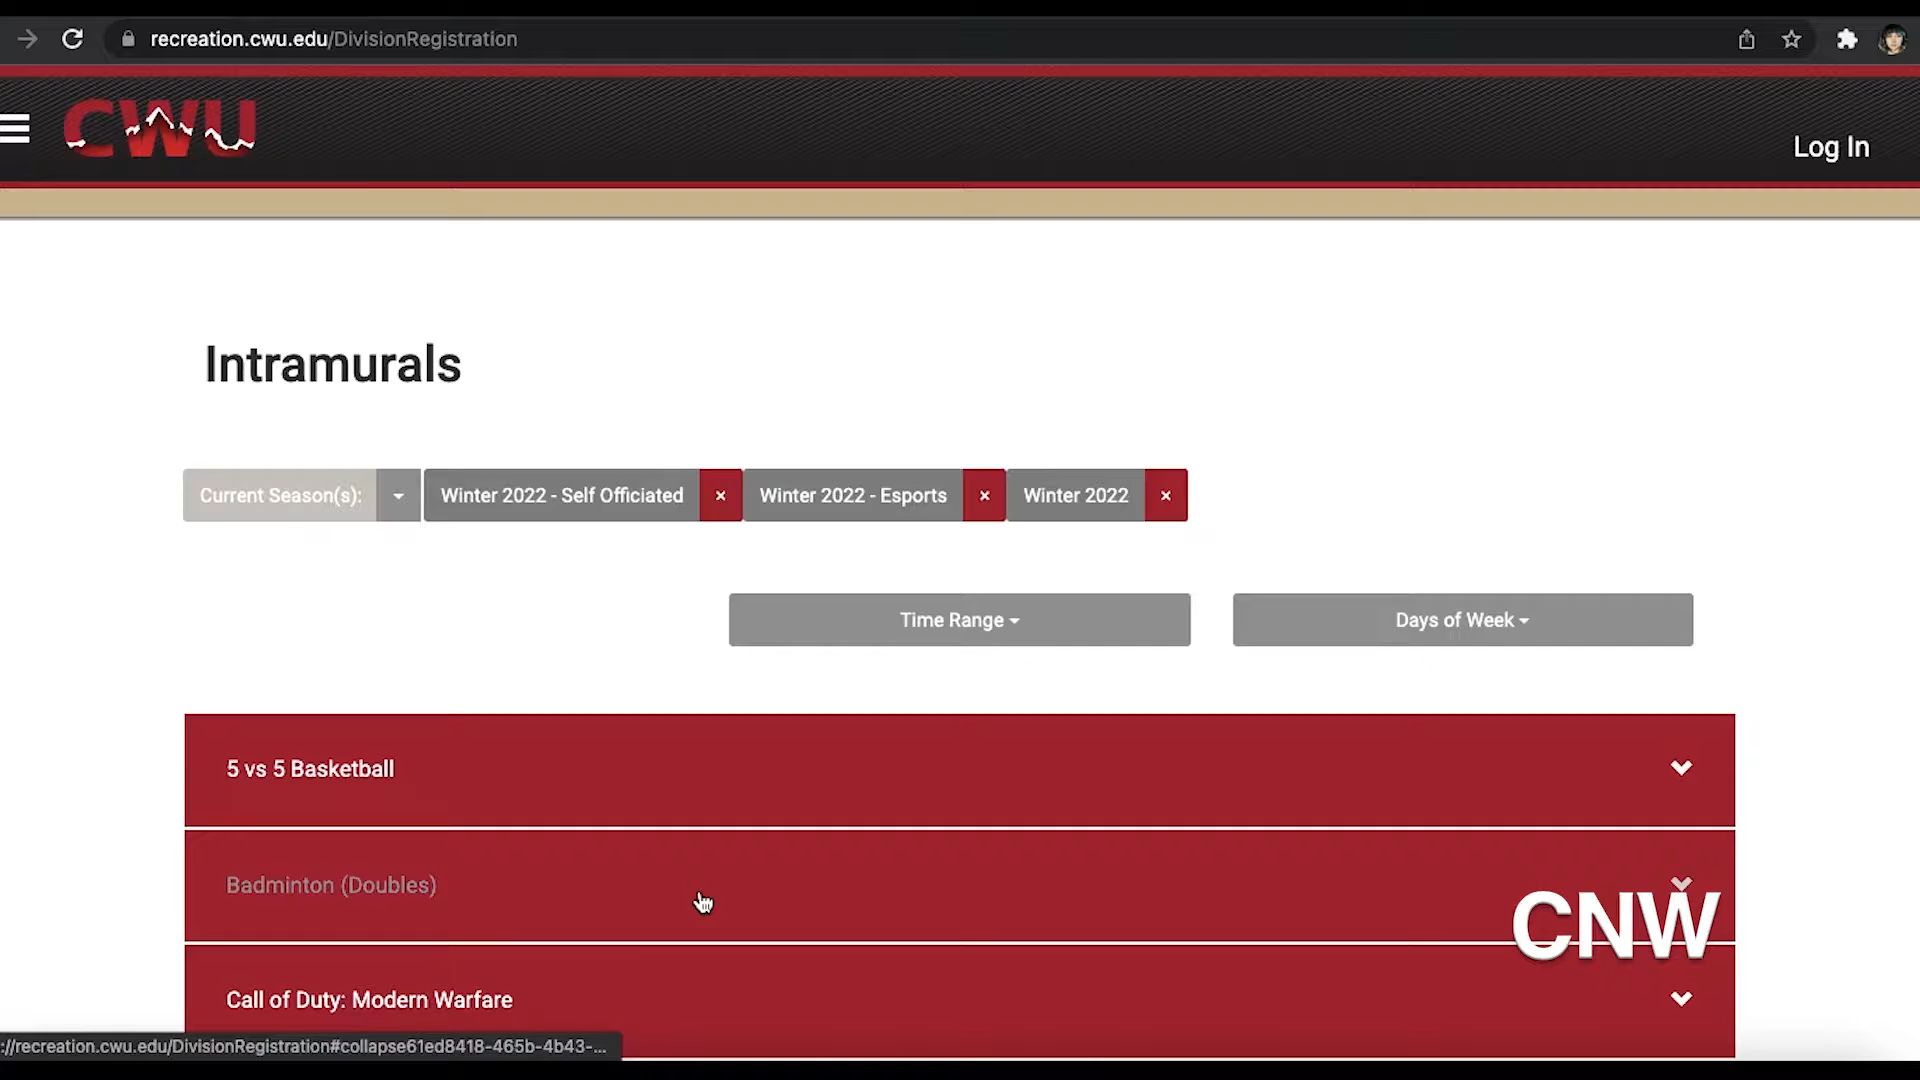 recreation.cwu.edu/DivisionRegistration
CWU
Log In
Intramurals
Current Season(s):
Winter 2022 - Self Officiated ×
Winter 2022 - Esports ×
Winter 2022 ×
Time Range
Days of Week
5 vs 5 Basketball
Badminton (Doubles)
CNW
Call of Duty: Modern Warfare
://recreation.cwu.edu/DivisionRegistration#collapse61ed8418-465b-4b43-...